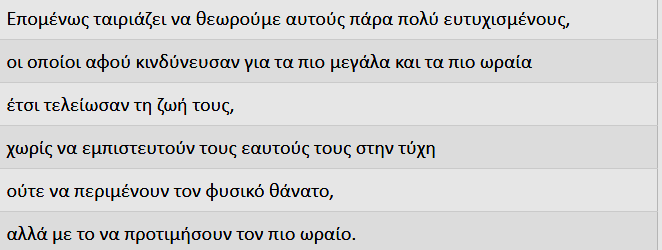 Επομένως ταιριάζει να θεωρούμε αυτούς πάρα πολύ ευτυχισμένους,
οι οποίοι αφού κινδύνευσαν για τα πιο μεγάλα και τα πιο ωραία
έτσι τελείωσαν τη ζωή τους,
χωρίς να εμπιστευτούν τους εαυτούς τους στην τύχη
ούτε να περιμένουν τον φυσικό θάνατο,
αλλά με το να προτιμήσουν τον πιο ωραίο.